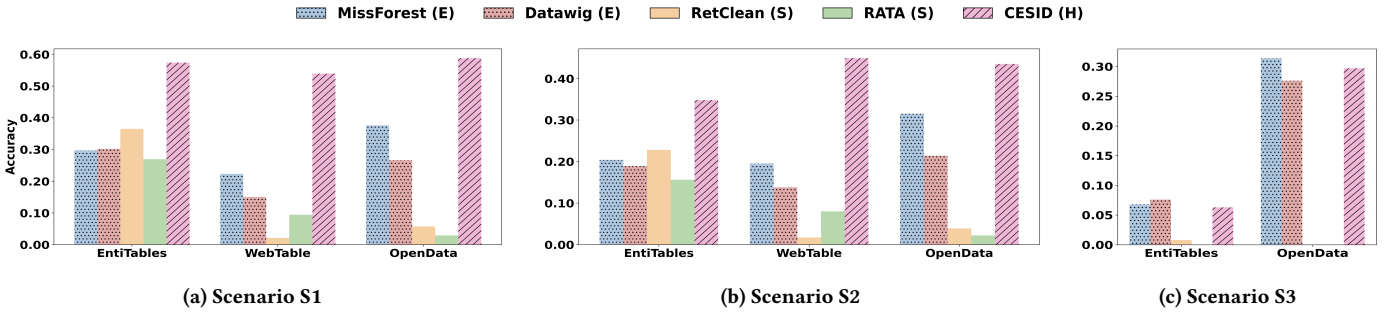 MissForest (E) Datawig (E) RetClean (S) RATA (S) CESID (H)
Accuracy
0.60
0.50
0.40
0.30
0.20
0.10
0.00
EntiTables WebTable OpenData
(a) Scenario S1
0.40
0.30
0.20
0.10
0.00
EntiTables WebTable OpenData
(b) Scenario S2
0.30
0.25
0.20
0.15
0.10
0.05
0.00
EntiTables OpenData
(c) Scenario S3